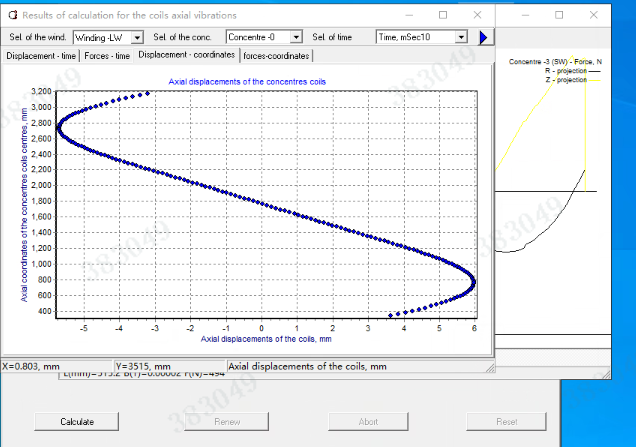 Results of calculation for the coils axial vibrations
Sel. of the wind. Winding -LW Sel. of the conc. Concentre -0 Sel. of time Time, mSec10
Displacement - time Forces - time Displacement - coordinates forces-coordinates
Axial displacements of the concentres coils
Axial coordinates of the concentres coils centres, mm
3,200
3,000
2,800
2,600
2,400
2,200
2,000
1,800
1,600
1,400
1,200
1,000
800
600
400
-5 -4 -3 -2 -1 0 1 2 3 4 5 6
Axial displacements of the coils, mm
Concentre -3 (SW) - Force, N
R - projection
Z - projection
X=0.803, mm Y=3515, mm Axial displacements of the coils, mm
Calculate Renew Abort Reset
383049
383049
383049
383049
383049